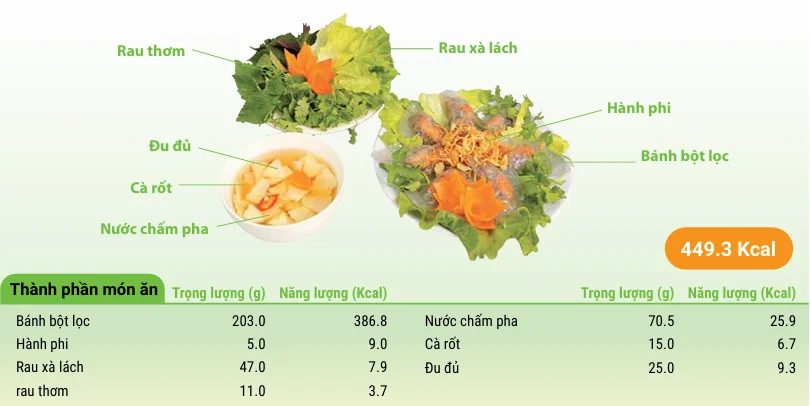 Rau thơm
Rau xà lách
Hành phi
Đu đủ
Bánh bột lọc
Cà rốt
Nước chấm pha
449.3 Kcal
Thành phần món ăn Trọng lượng (g) Năng lượng (Kcal) Trọng lượng (g) Năng lượng (Kcal)
Bánh bột lọc 203.0 386.8 Nước chấm pha 70.5 25.9
Hành phi 5.0 9.0 Cà rốt 15.0 6.7
Rau xà lách 47.0 7.9 Đu đủ 25.0 9.3
rau thơm 11.0 3.7